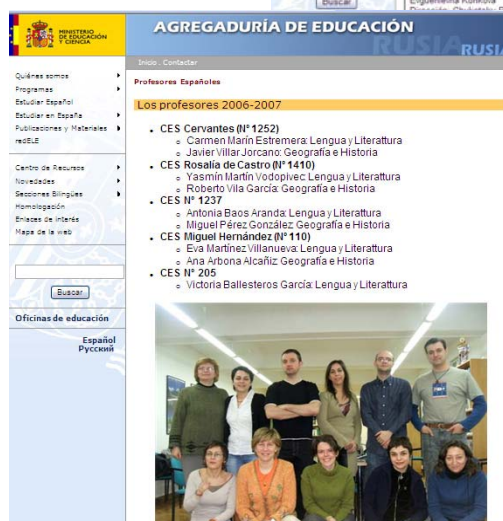 Buscar
MINISTERIO
DE EDUCACIÓN
Y CIENCIA
AGREGADURÍA DE EDUCACIÓN
RUSIA
RUSIA
Inicio . Contactar
Quiénes somos
Programas
Estudiar Español
Estudiar en España
Publicaciones y Materiales
redELE
Centro de Recursos
Novedades
Secciones Bilingües
Homologación
Enlaces de interés
Mapa de la web
Buscar
Oficinas de educación
Español
Русский
Profesores Españoles
Los profesores 2006-2007
CES Cervantes (Nº 1252)
Carmen Marín Estremera: Lengua y Literattura
Javier Villar Jorcano: Geografía e Historia
CES Rosalía de Castro (Nº 1410)
Yasmín Martín Vodopivec: Lengua y Literattura
Roberto Vila García: Geografía e Historia
CES Nº 1237
Antonia Baos Aranda: Lengua y Literattura
Miguel Pérez González: Geografía e Historia
CES Miguel Hernández (Nº 110)
Eva Martínez Villanueva: Lengua y Literattura
Ana Arbona Alcañiz: Geografía e Historia
CES Nº 205
Victoria Ballesteros García: Lengua y Literattura